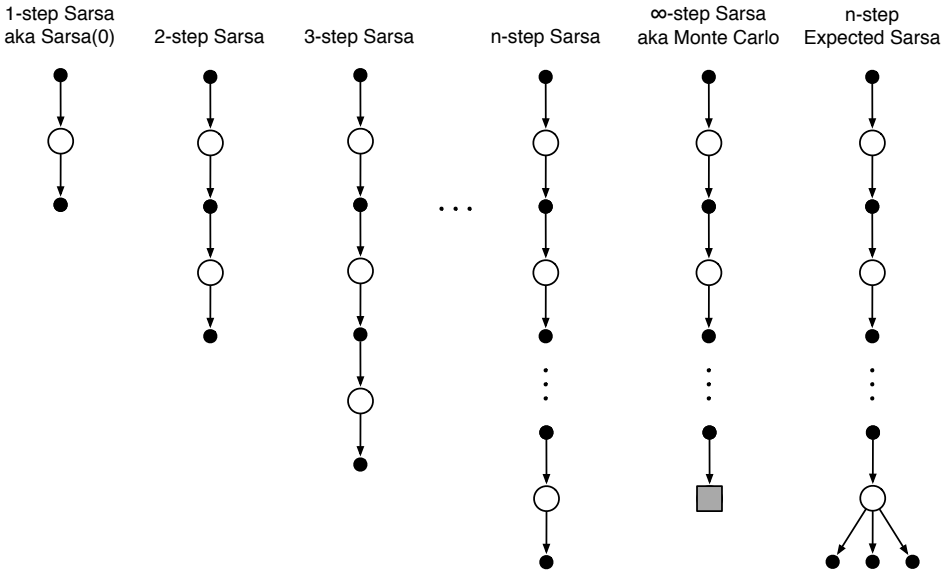 1-step Sarsa
aka Sarsa(0)
2-step Sarsa
3-step Sarsa
n-step Sarsa
∞-step Sarsa
aka Monte Carlo
n-step
Expected Sarsa